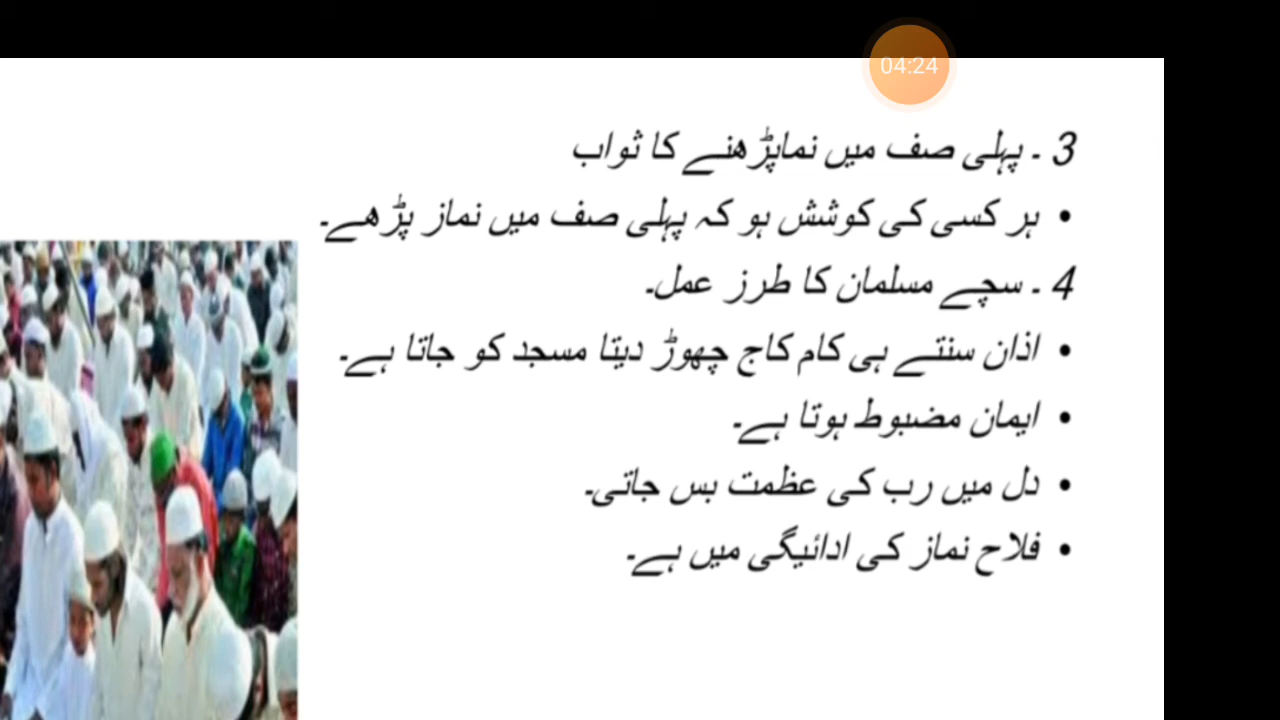 04:24
3 ۔ پہلی صف میں نماپڑھنے کا ثواب
• ہر کسی کی کوشش ہو کہ پہلی صف میں نماز پڑھے۔
4 ۔ سچے مسلمان کا طرز عمل۔
• اذان سنتے ہی کام کاج چھوڑ دیتا مسجد کو جاتا ہے۔
• ایمان مضبوط ہوتا ہے۔
• دل میں رب کی عظمت بس جاتی۔
• فلاح نماز کی ادائیگی میں ہے۔